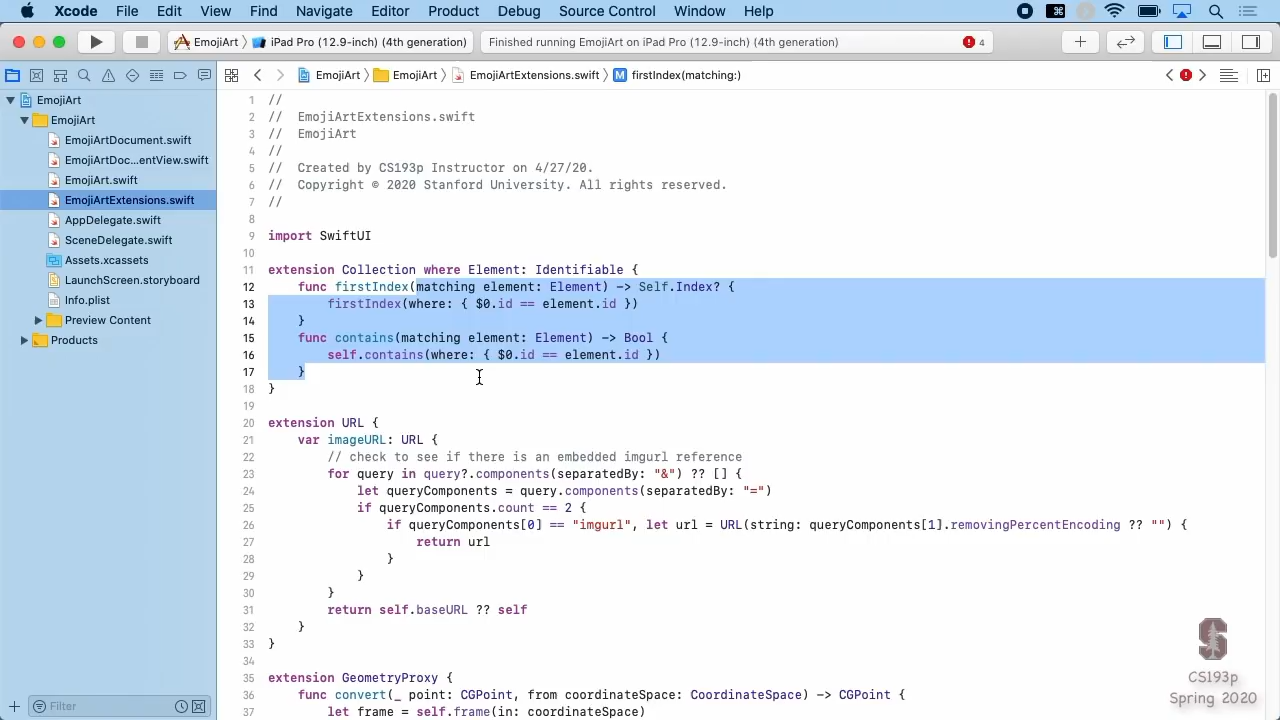 Xcode File Edit View Find Navigate Editor Product Debug Source Control Window Help
EmojiArt iPad Pro (12.9-inch) (4th generation) Finished running EmojiArt on iPad Pro (12.9-inch) (4th generation) 4
EmojiArt EmojiArt EmojiArtExtensions.swift M firstIndex(matching:)
EmojiArt
EmojiArt
EmojiArtDocument.swift
EmojiArtDoc...entView.swift
EmojiArt.swift
EmojiArtExtensions.swift
AppDelegate.swift
SceneDelegate.swift
Assets.xcassets
LaunchScreen.storyboard
Info.plist
Preview Content
Products
Filter
1 //
2 //  EmojiArtExtensions.swift
3 //  EmojiArt
4 //
5 //  Created by CS193p Instructor on 4/27/20.
6 //  Copyright © 2020 Stanford University. All rights reserved.
7 //
8
9 import SwiftUI
10
11 extension Collection where Element: Identifiable {
12     func firstIndex(matching element: Element) -> Self.Index? {
13         firstIndex(where: { $0.id == element.id })
14     }
15     func contains(matching element: Element) -> Bool {
16         self.contains(where: { $0.id == element.id })
17     }
18 }
19
20 extension URL {
21     var imageURL: URL {
22         // check to see if there is an embedded imgurl reference
23         for query in query?.components(separatedBy: "&") ?? [] {
24             let queryComponents = query.components(separatedBy: "=")
25             if queryComponents.count == 2 {
26                 if queryComponents[0] == "imgurl", let url = URL(string: queryComponents[1].removingPercentEncoding ?? "") {
27                     return url
28                 }
29             }
30         }
31         return self.baseURL ?? self
32     }
33 }
34
35 extension GeometryProxy {
36     func convert(_ point: CGPoint, from coordinateSpace: CoordinateSpace) -> CGPoint {
37         let frame = self.frame(in: coordinateSpace)
CS193p
Spring 2020